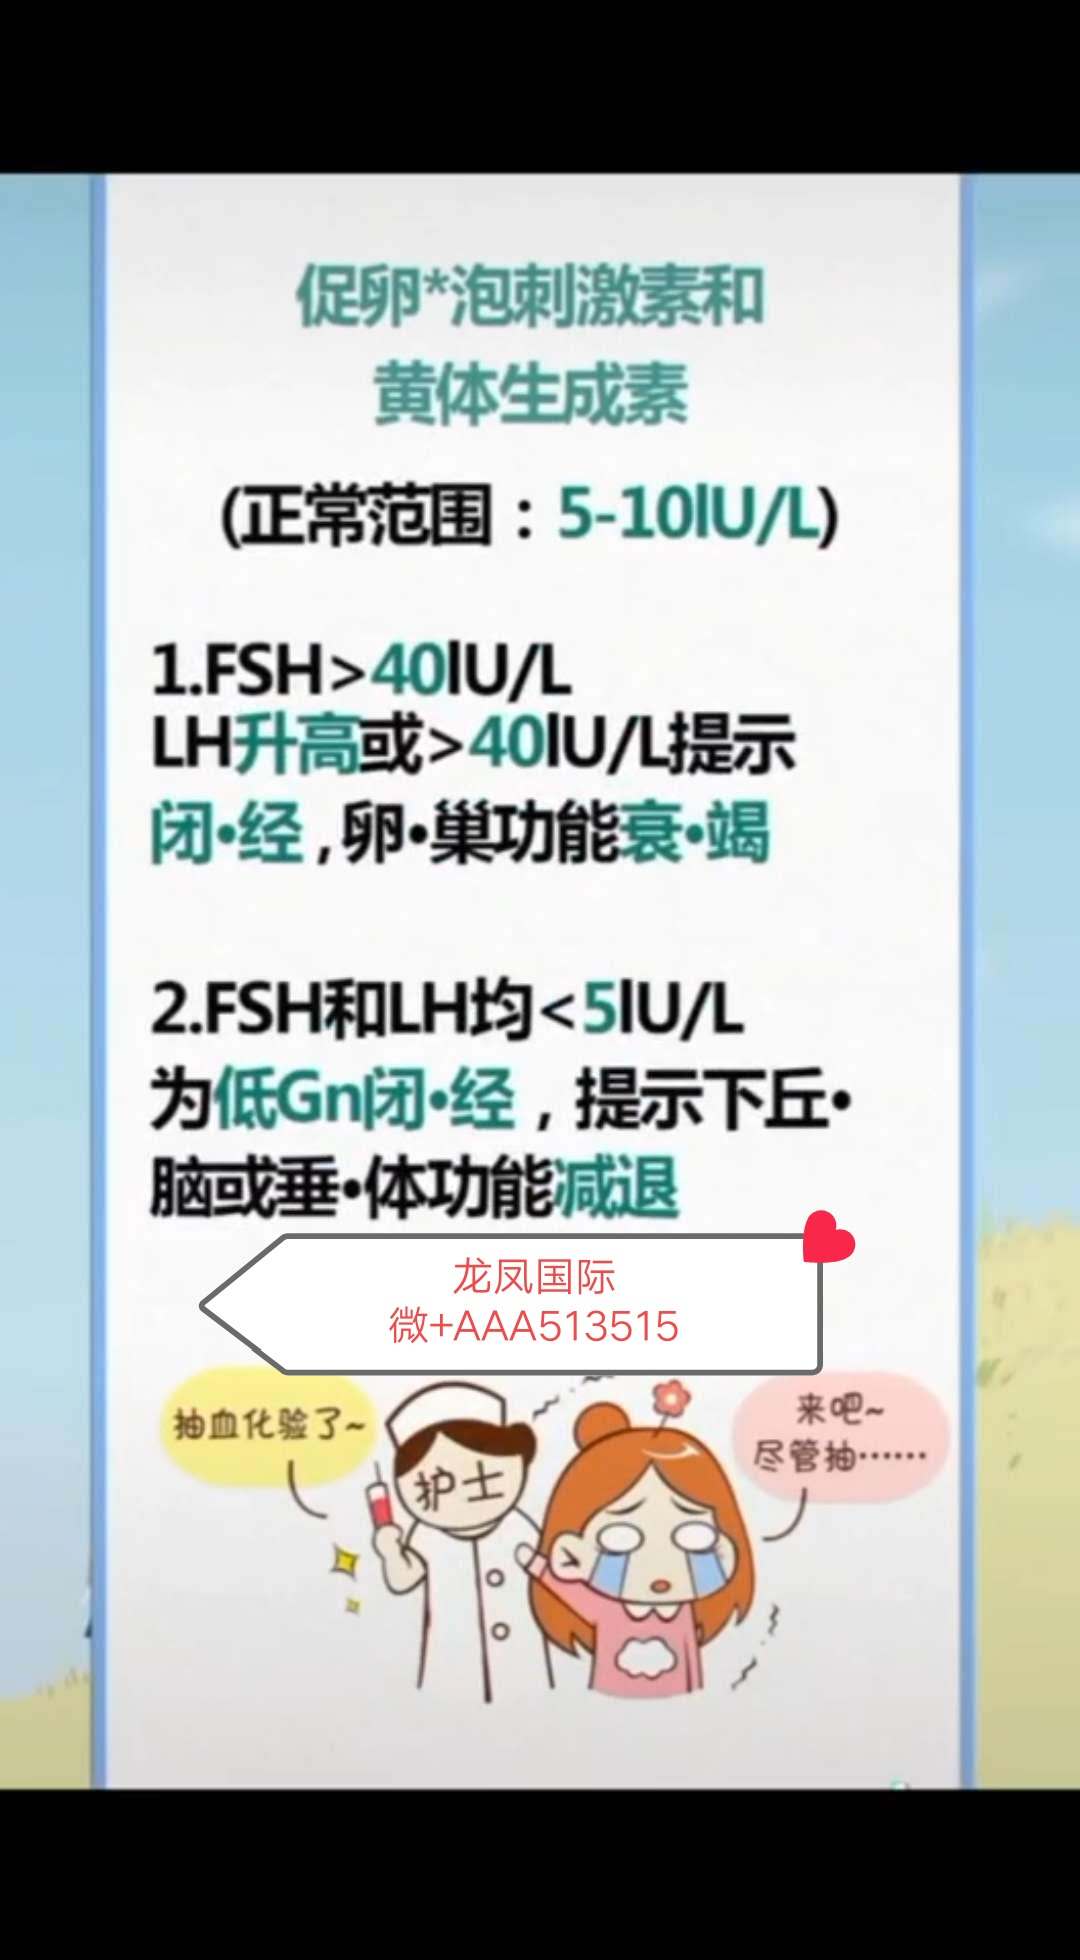 促卵*泡刺激素和
黄体生成素
(正常范围：5-10lU/L)
1.FSH>40lU/L
LH升高或>40lU/L提示
闭•经,卵•巢功能衰•竭
2.FSH和LH均<5lU/L
为低Gn闭•经，提示下丘•
脑或垂•体功能减退
龙凤国际
微+AAA513515
抽血化验了~
护士
来吧~
尽管抽……